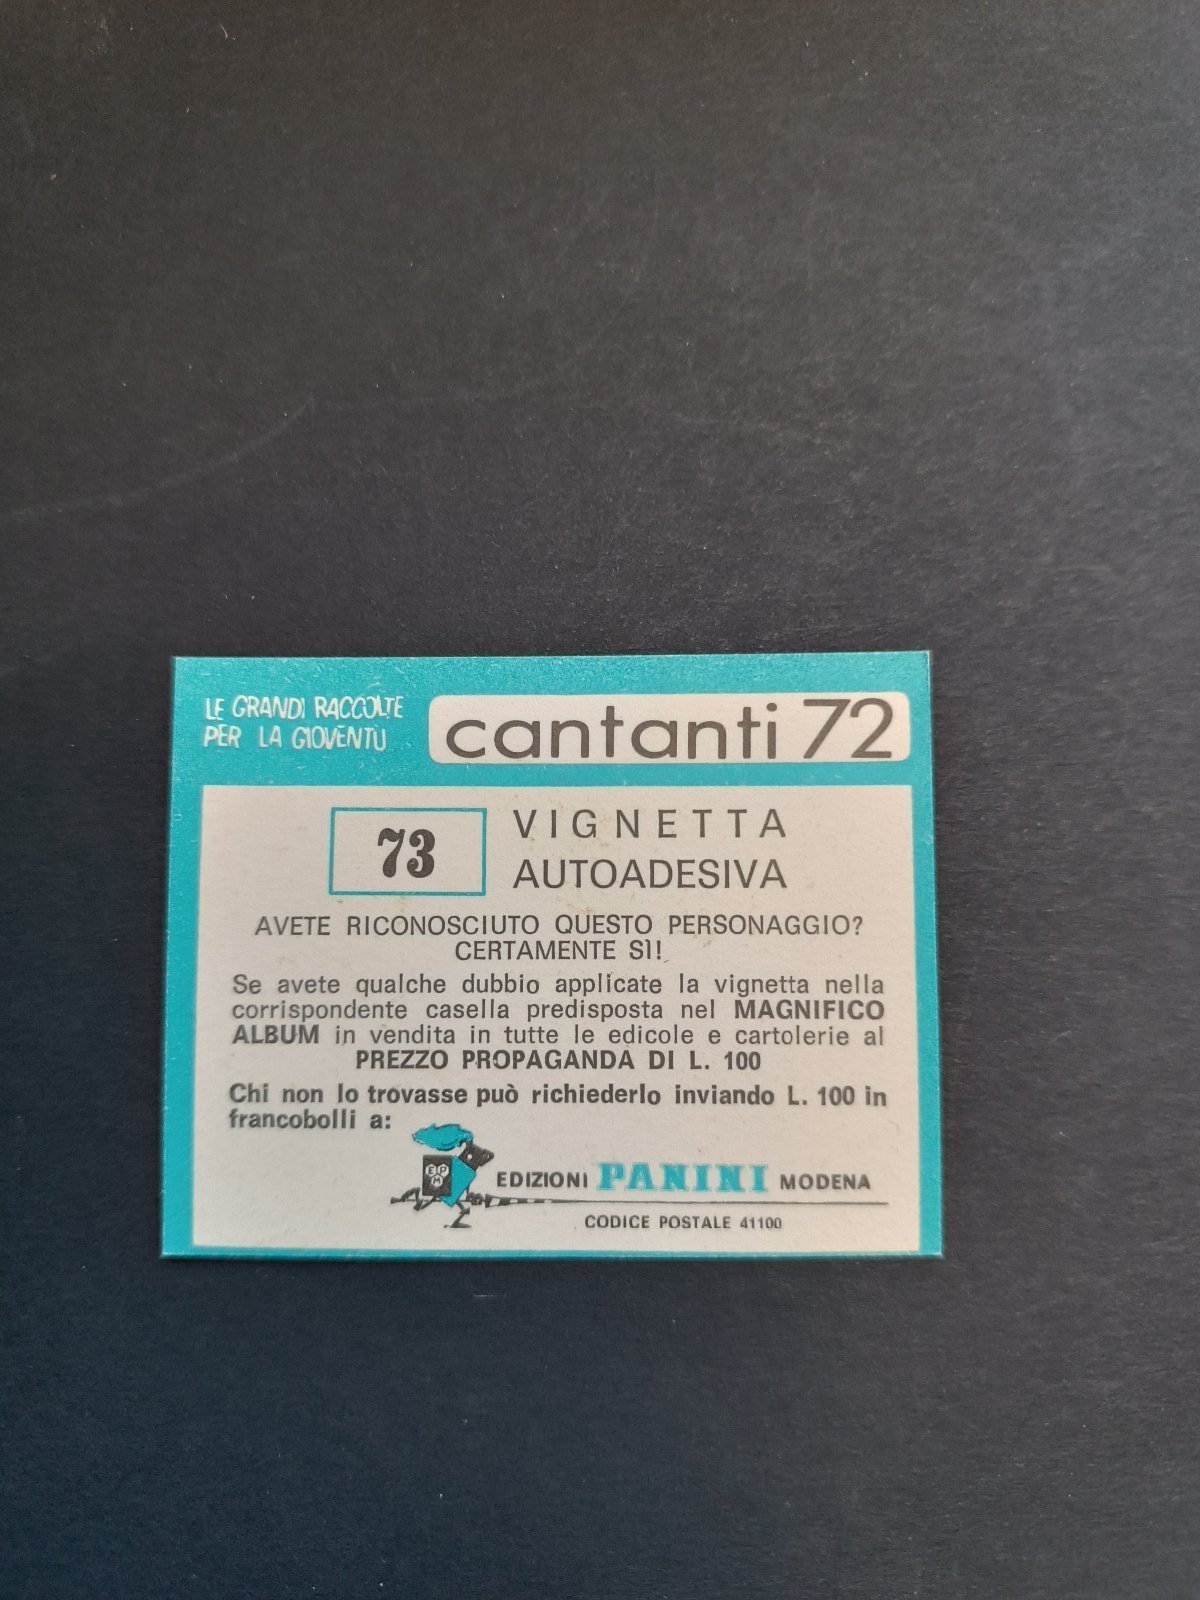 LE GRANDI RACCOLTE
PER LA GIOVENTÙ
cantanti 72
73
VIGNETTA
AUTOADESIVA
AVETE RICONOSCIUTO QUESTO PERSONAGGIO?
CERTAMENTE SÌ!
Se avete qualche dubbio applicate la vignetta nella
corrispondente casella predisposta nel MAGNIFICO
ALBUM in vendita in tutte le edicole e cartolerie al
PREZZO PROPAGANDA DI L. 100
Chi non lo trovasse può richiederlo inviando L. 100 in
francobolli a:
EPM
EDIZIONI PANINI MODENA
CODICE POSTALE 41100